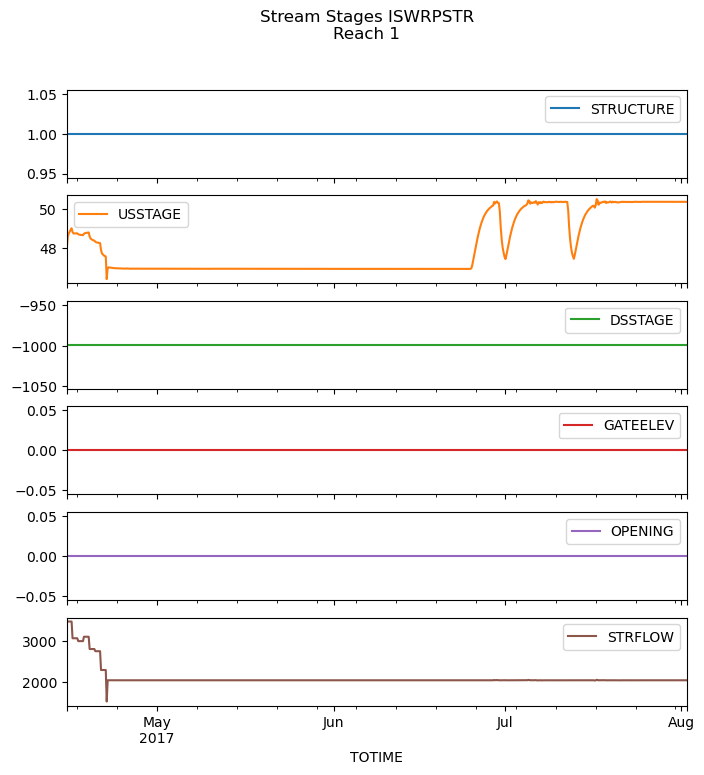 Stream Stages ISWRPSTR
Reach 1
1.05
1.00
0.95
STRUCTURE
50
48
USSTAGE
−950
−1000
−1050
DSSTAGE
0.05
0.00
−0.05
GATEELEV
0.05
0.00
−0.05
OPENING
3000
2000
STRFLOW
May
2017
Jun
Jul
Aug
TOTIME